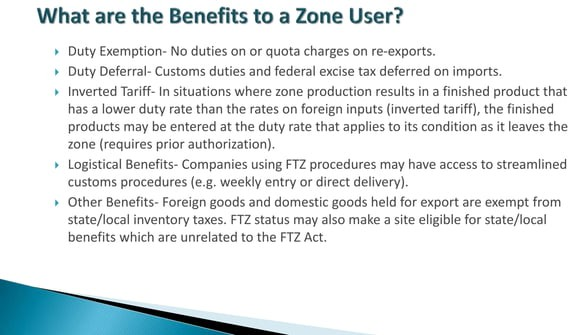 What are the Benefits to a Zone User?
Duty Exemption- No duties on or quota charges on re-exports.
Duty Deferral- Customs duties and federal excise tax deferred on imports.
Inverted Tariff- In situations where zone production results in a finished product that
has a lower duty rate than the rates on foreign inputs (inverted tariff), the finished
products may be entered at the duty rate that applies to its condition as it leaves the
zone (requires prior authorization).
Logistical Benefits- Companies using FTZ procedures may have access to streamlined
customs procedures (e.g. weekly entry or direct delivery).
Other Benefits- Foreign goods and domestic goods held for export are exempt from
state/local inventory taxes. FTZ status may also make a site eligible for state/local
benefits which are unrelated to the FTZ Act.